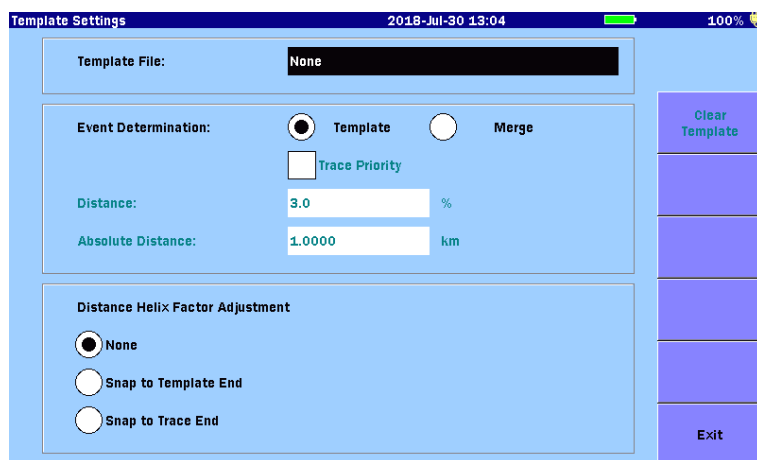 Template Settings 2018-Jul-30 13:04 100%
Template File: None
Event Determination: Template Merge
Trace Priority
Distance: 3.0 %
Absolute Distance: 1.0000 km
Distance Helix Factor Adjustment
None
Snap to Template End
Snap to Trace End
Clear
Template
Exit